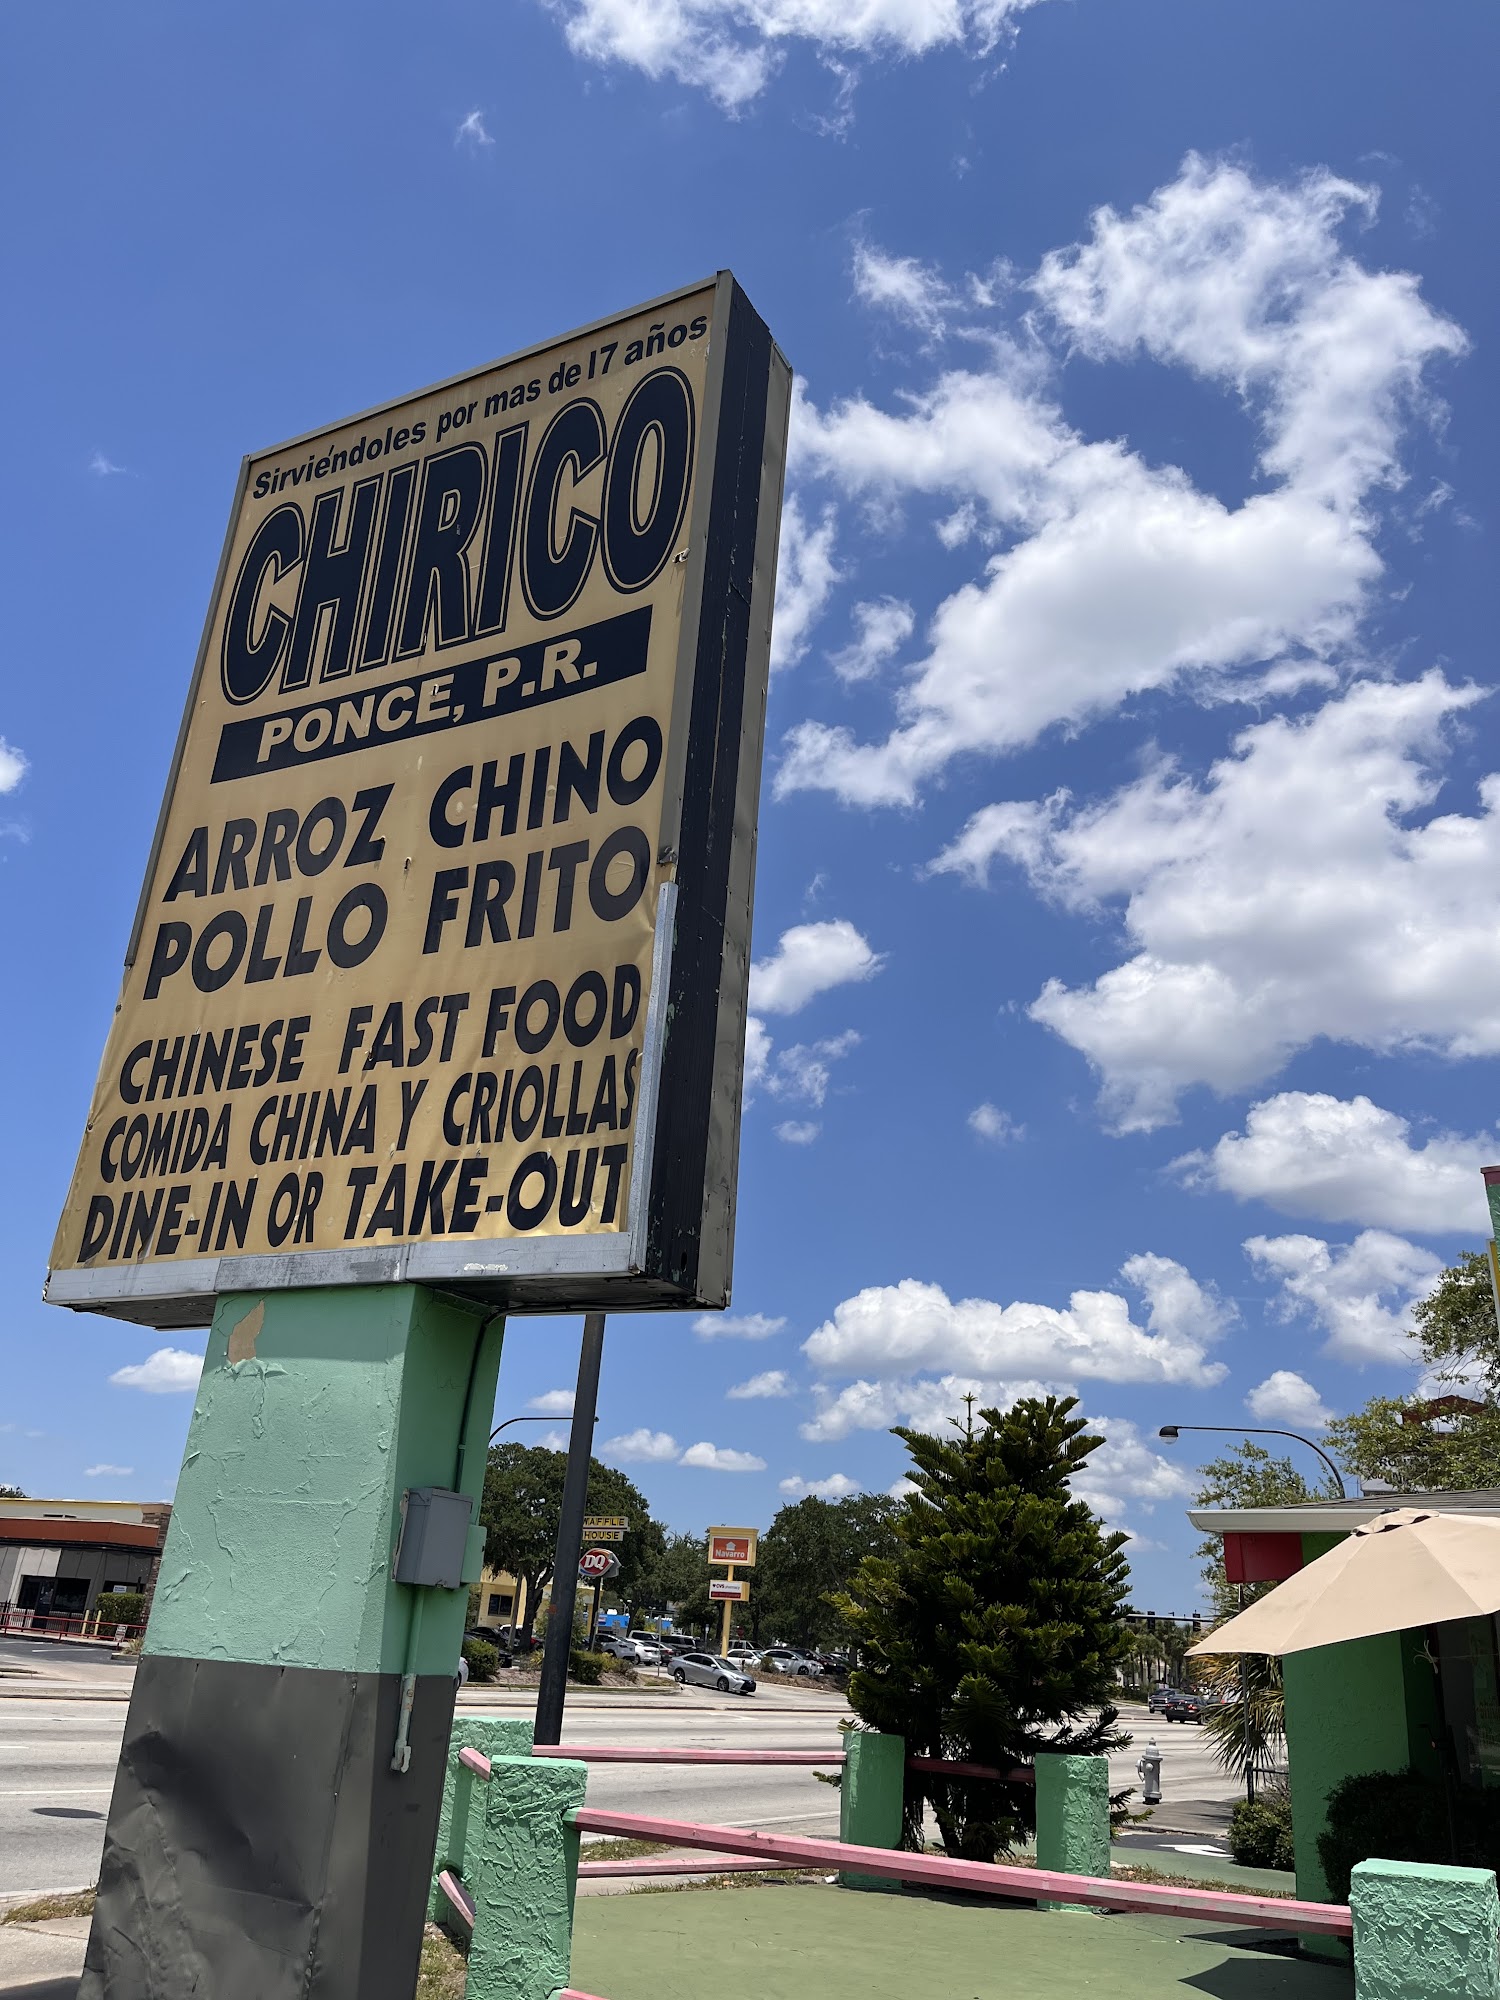 Sirviéndoles por mas de 17 años
CHIRICO
PONCE, P.R.
ARROZ CHINO
POLLO FRITO
CHINESE FAST FOOD
COMIDA CHINA Y CRIOLLAS
DINE-IN OR TAKE-OUT
WAFFLE
HOUSE
DQ
Navarro
CVS pharmacy